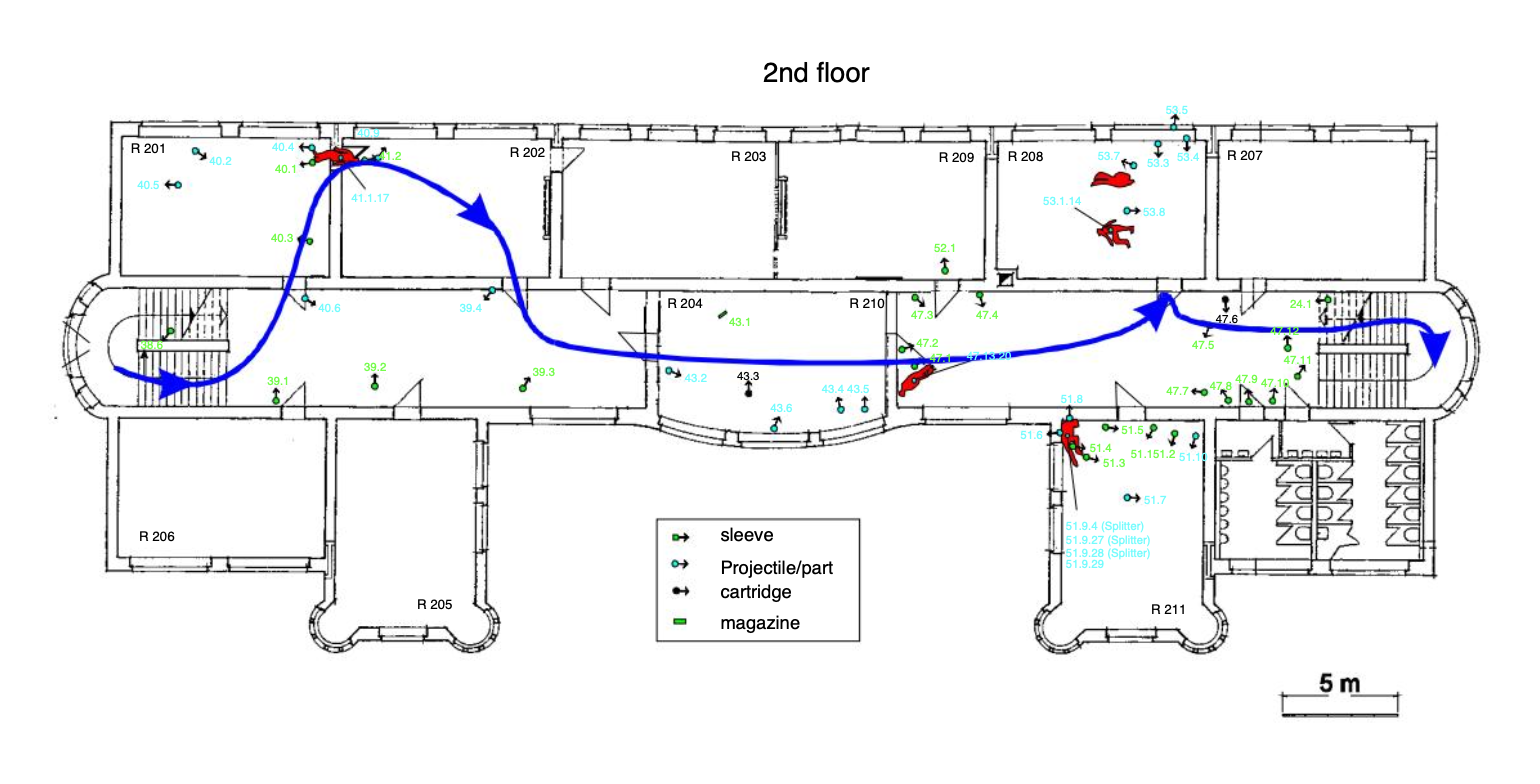 2nd floor
53.5
R 201
40.2
40.4
40.1
40.5
40.3
40.9
41.2
R 202
41.1.17
R 203
R 209
52.1
R 208
53.7
53.3
53.4
53.1.14
53.8
R 207
38.6
40.6
39.4
39.1
39.2
39.3
R 204
R 210
43.1
43.2
43.3
43.4 43.5
43.6
47.3
47.4
47.2
47.1
47.13.20
47.6
47.5
24.1
47.12
47.11
47.7
47.8
47.9
47.10
51.8
51.6
51.5
51.4
51.3
51.1
51.2
51.10
51.7
51.9.4 (Splitter)
51.9.27 (Splitter)
51.9.28 (Splitter)
51.9.29
R 206
R 205
R 211
sleeve
Projectile/part
cartridge
magazine
5 m